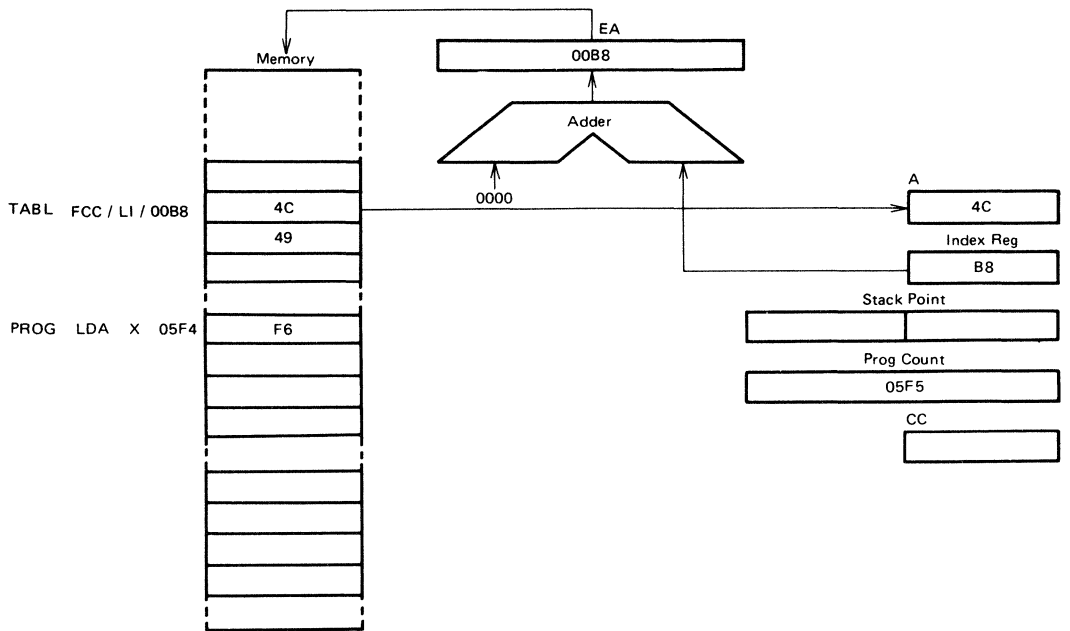 EA
00B8
Memory
Adder
0000
A
TABL FCC / LI / 00B8 4C 4C
49
Index Reg
B8
Stack Point
PROG LDA X 05F4 F6
Prog Count
05F5
CC